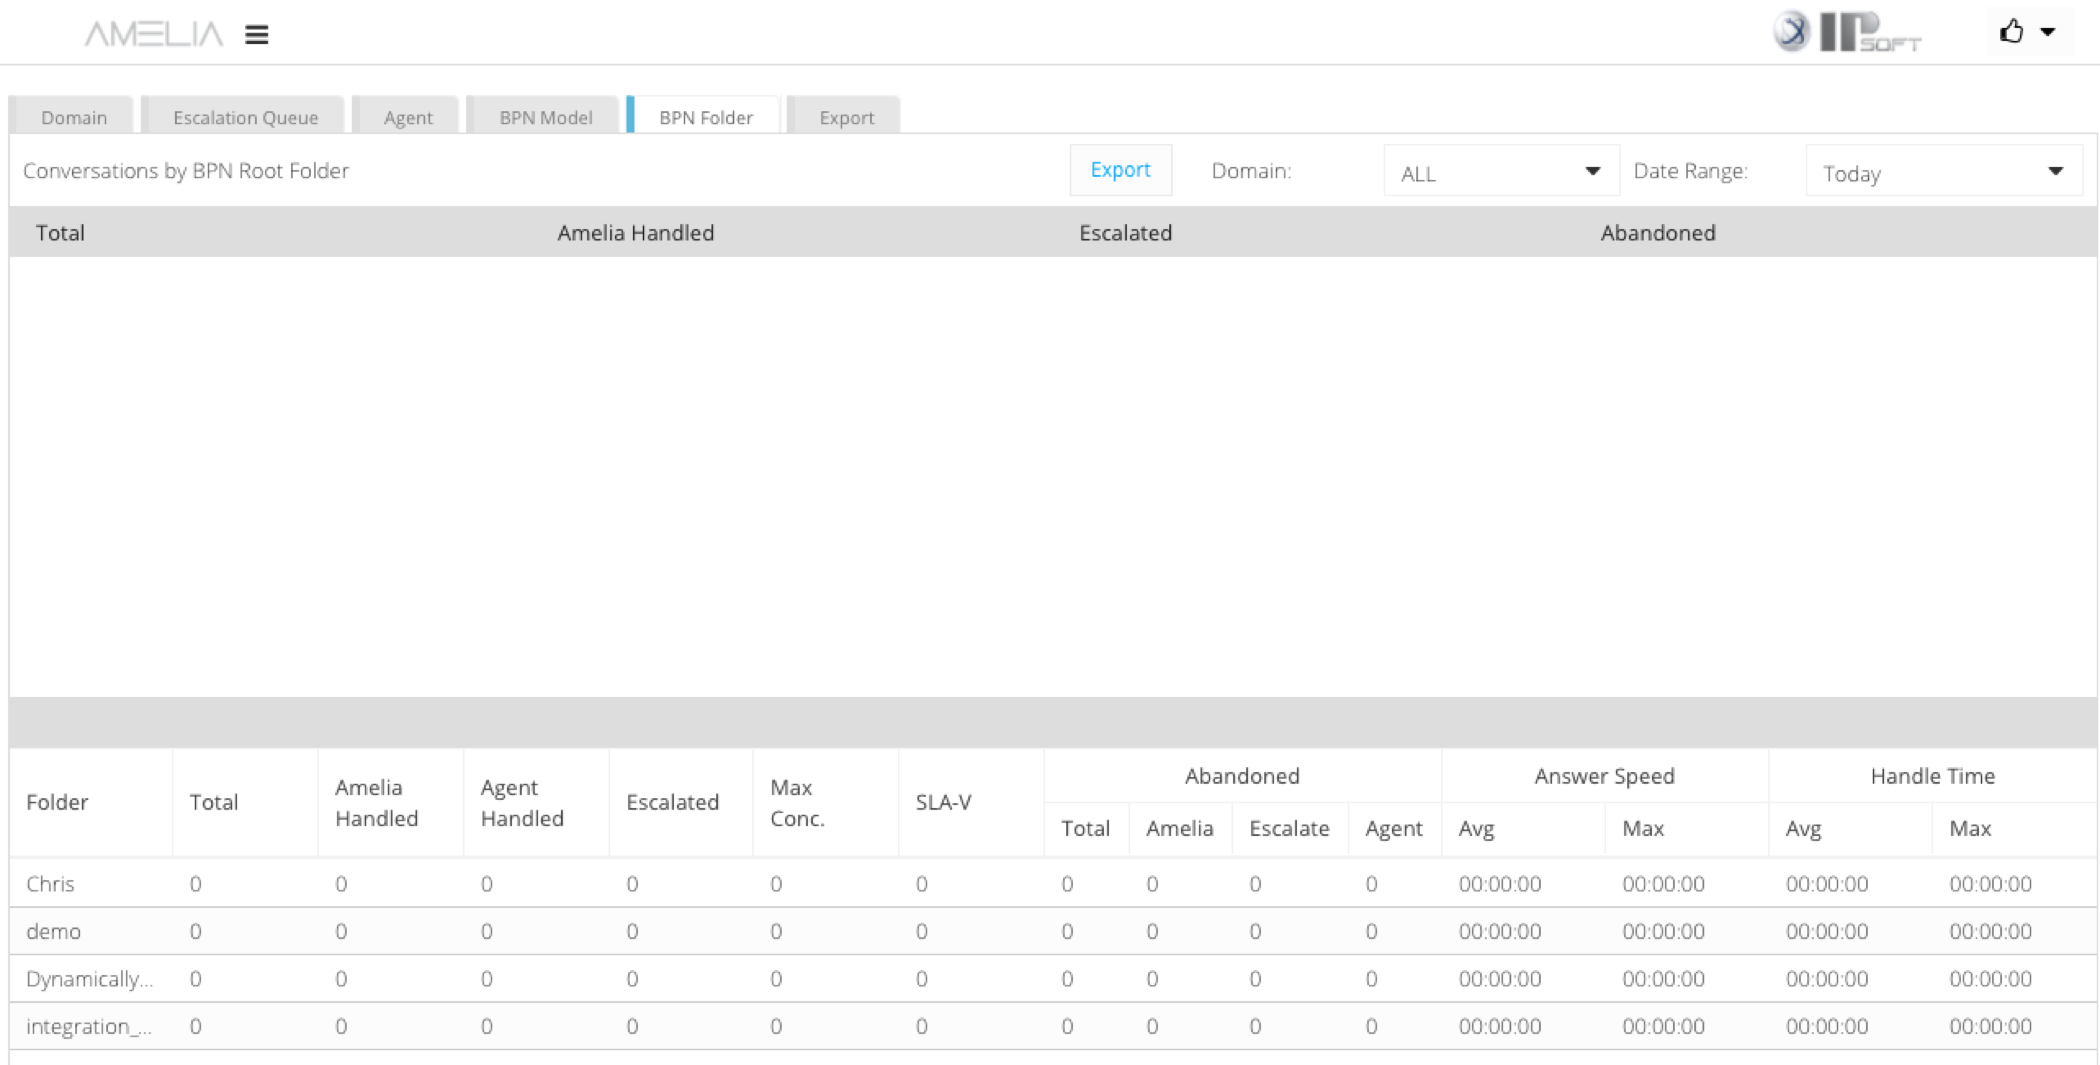 AMELIA
IPSOFT
Domain Escalation Queue Agent BPN Model BPN Folder Export
Conversations by BPN Root Folder Export Domain: ALL Date Range: Today
Total Amelia Handled Escalated Abandoned
Folder Total Amelia Handled Agent Handled Escalated Max Conc. SLA-V Abandoned Answer Speed Handle Time
Total Amelia Escalate Agent Avg Max Avg Max
Chris 0 0 0 0 0 0 0 0 0 0 00:00:00 00:00:00 00:00:00 00:00:00
demo 0 0 0 0 0 0 0 0 0 0 00:00:00 00:00:00 00:00:00 00:00:00
Dynamically... 0 0 0 0 0 0 0 0 0 0 00:00:00 00:00:00 00:00:00 00:00:00
integration_... 0 0 0 0 0 0 0 0 0 0 00:00:00 00:00:00 00:00:00 00:00:00